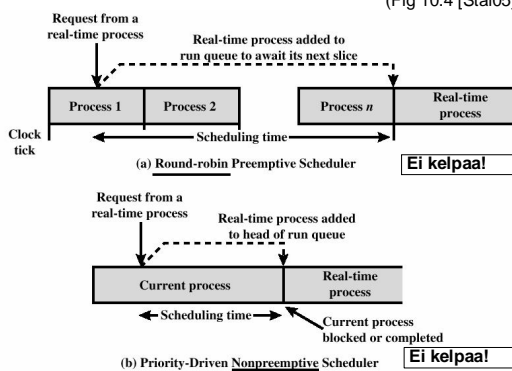 (Fig 10.4 [Stal05]
Request from a
real-time process
Real-time process added to
run queue to await its next slice
Process 1
Process 2
Process n
Real-time
process
Clock
tick
Scheduling time
(a) Round-robin Preemptive Scheduler
Ei kelpaa!
Request from a
real-time process
Real-time process added
to head of run queue
Current process
Real-time
process
Scheduling time
Current process
blocked or completed
(b) Priority-Driven Nonpreemptive Scheduler
Ei kelpaa!